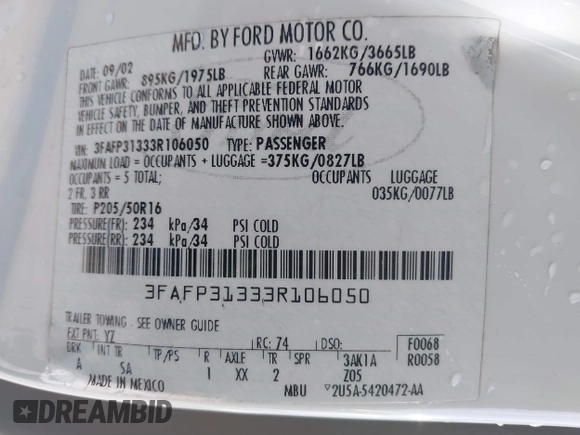 MFD. BY FORD MOTOR CO.
DATE: 09/02 GVWR: 1662KG/3665LB
FRONT GAWR: 895KG/1975LB REAR GAWR: 766KG/1690LB
THIS VEHICLE CONFORMS TO ALL APPLICABLE FEDERAL MOTOR
VEHICLE SAFETY, BUMPER, AND THEFT PREVENTION STANDARDS
IN EFFECT ON THE DATE OF MANUFACTURE SHOWN ABOVE.
VIN: 3FAFP31333R106050 TYPE: PASSENGER
MAXIMUM LOAD = OCCUPANTS + LUGGAGE =375KG/0827LB
OCCUPANTS = 5 TOTAL; OCCUPANTS LUGGAGE
2 FR, 3 RR 035KG/0077LB
TIRE: P205/50R16
PRESSURE(FR): 234 kPa/34 PSI COLD
PRESSURE(RR): 234 kPa/34 PSI COLD
3FAFP31333R106050
TRAILER TOWING - SEE OWNER GUIDE
EXT PNT: YZ RC: 74 DSO: F0068
BRK INT TR TP/PS R AXLE TR SPR 3AK1A R0058
A SA 1 XX 2 Z05
MADE IN MEXICO MBU 2U5A-5420472-AA
DREAMBID